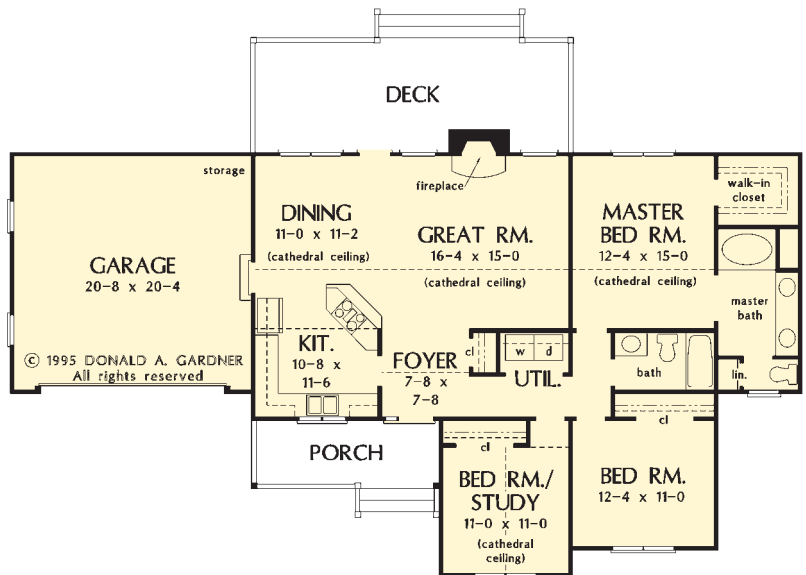 DECK
storage
fireplace
walk-in
closet
DINING
11-0 x 11-2
(cathedral ceiling)
GREAT RM.
16-4 x 15-0
(cathedral ceiling)
MASTER
BED RM.
12-4 x 15-0
(cathedral ceiling)
GARAGE
20-8 x 20-4
master
bath
KIT.
10-8 x
11-6
FOYER
7-8 x
7-8
cl
w d
UTIL.
bath
lin.
© 1995 DONALD A. GARDNER
All rights reserved
PORCH
cl
cl
BED RM./
STUDY
11-0 x 11-0
(cathedral
ceiling)
BED RM.
12-4 x 11-0